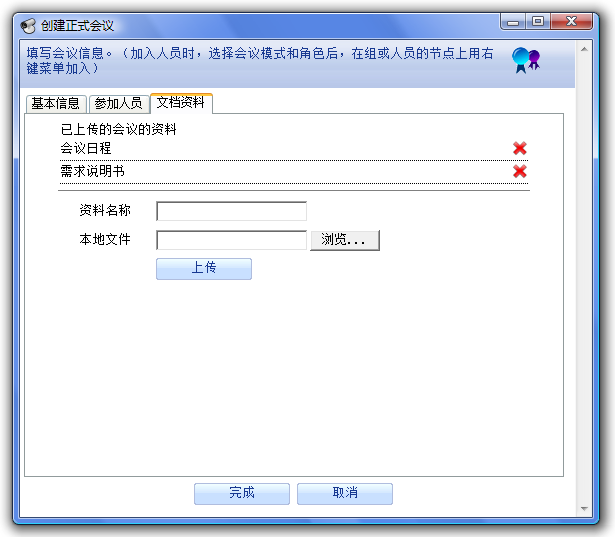 创建正式会议
填写会议信息。（加入人员时，选择会议模式和角色后，在组或人员的节点上用右
键菜单加入）
基本信息 参加人员 文档资料
已上传的会议的资料
会议日程
需求说明书
资料名称
本地文件 浏览...
上传
完成 取消